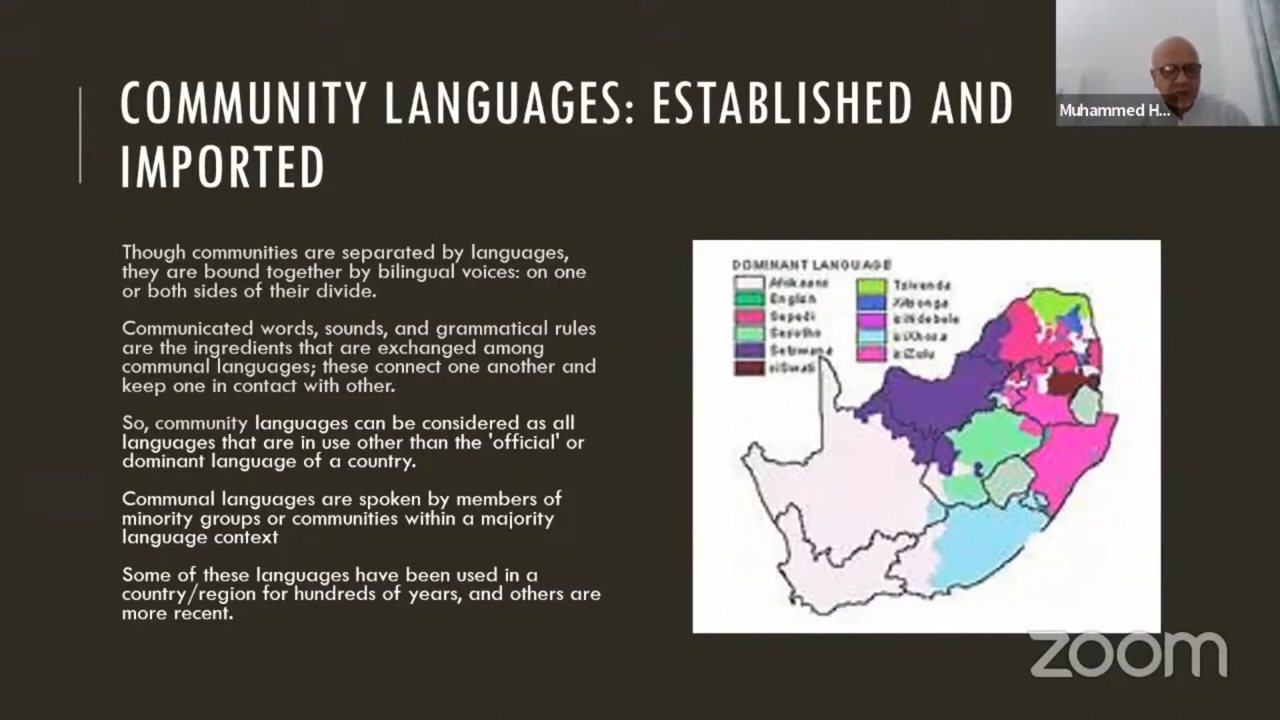 COMMUNITY LANGUAGES: ESTABLISHED AND
IMPORTED
Muhammed H...
Though communities are separated by languages,
they are bound together by bilingual voices: on one
or both sides of their divide.
Communicated words, sounds, and grammatical rules
are the ingredients that are exchanged among
communal languages; these connect one another and
keep one in contact with other.
So, community languages can be considered as all
languages that are in use other than the 'official' or
dominant language of a country.
Communal languages are spoken by members of
minority groups or communities within a majority
language context
Some of these languages have been used in a
country/region for hundreds of years, and others are
more recent.
DOMINANT LANGUAGE
Afrikaans
English
Sepedi
Sesotho
Setswana
siSwati
Tshivenda
Xitsonga
isiNdebele
isiXhosa
isiZulu
zoom